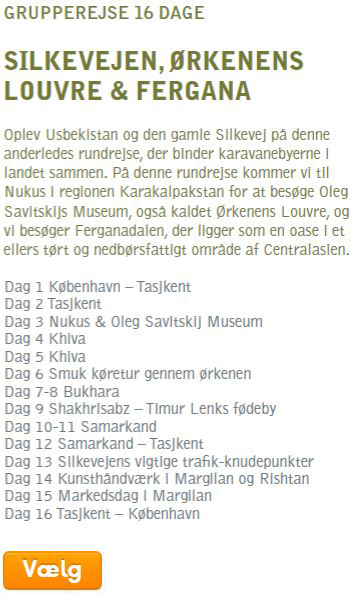 GRUPPEREJSE 16 DAGE
SILKEVEJEN, ØRKENENS
LOUVRE & FERGANA
Oplev Usbekistan og den gamle Silkevej på denne
anderledes rundrejse, der binder karavanebyerne i
landet sammen. På denne rundrejse kommer vi til
Nukus i regionen Karakalpakstan for at besøge Oleg
Savitskijs Museum, også kaldet Ørkenens Louvre, og
vi besøger Ferganadalen, der ligger som en oase i et
ellers tørt og nedbørsfattigt område af Centralasien.
Dag 1 København – Tasjkent
Dag 2 Tasjkent
Dag 3 Nukus & Oleg Savitskij Museum
Dag 4 Khiva
Dag 5 Khiva
Dag 6 Smuk køretur gennem ørkenen
Dag 7-8 Bukhara
Dag 9 Shakhrisabz – Timur Lenks fødeby
Dag 10-11 Samarkand
Dag 12 Samarkand – Tasjkent
Dag 13 Silkevejens vigtige trafik-knudepunkter
Dag 14 Kunsthåndværk i Margilan og Rishtan
Dag 15 Markedsdag i Margilan
Dag 16 Tasjkent – København
Vælg